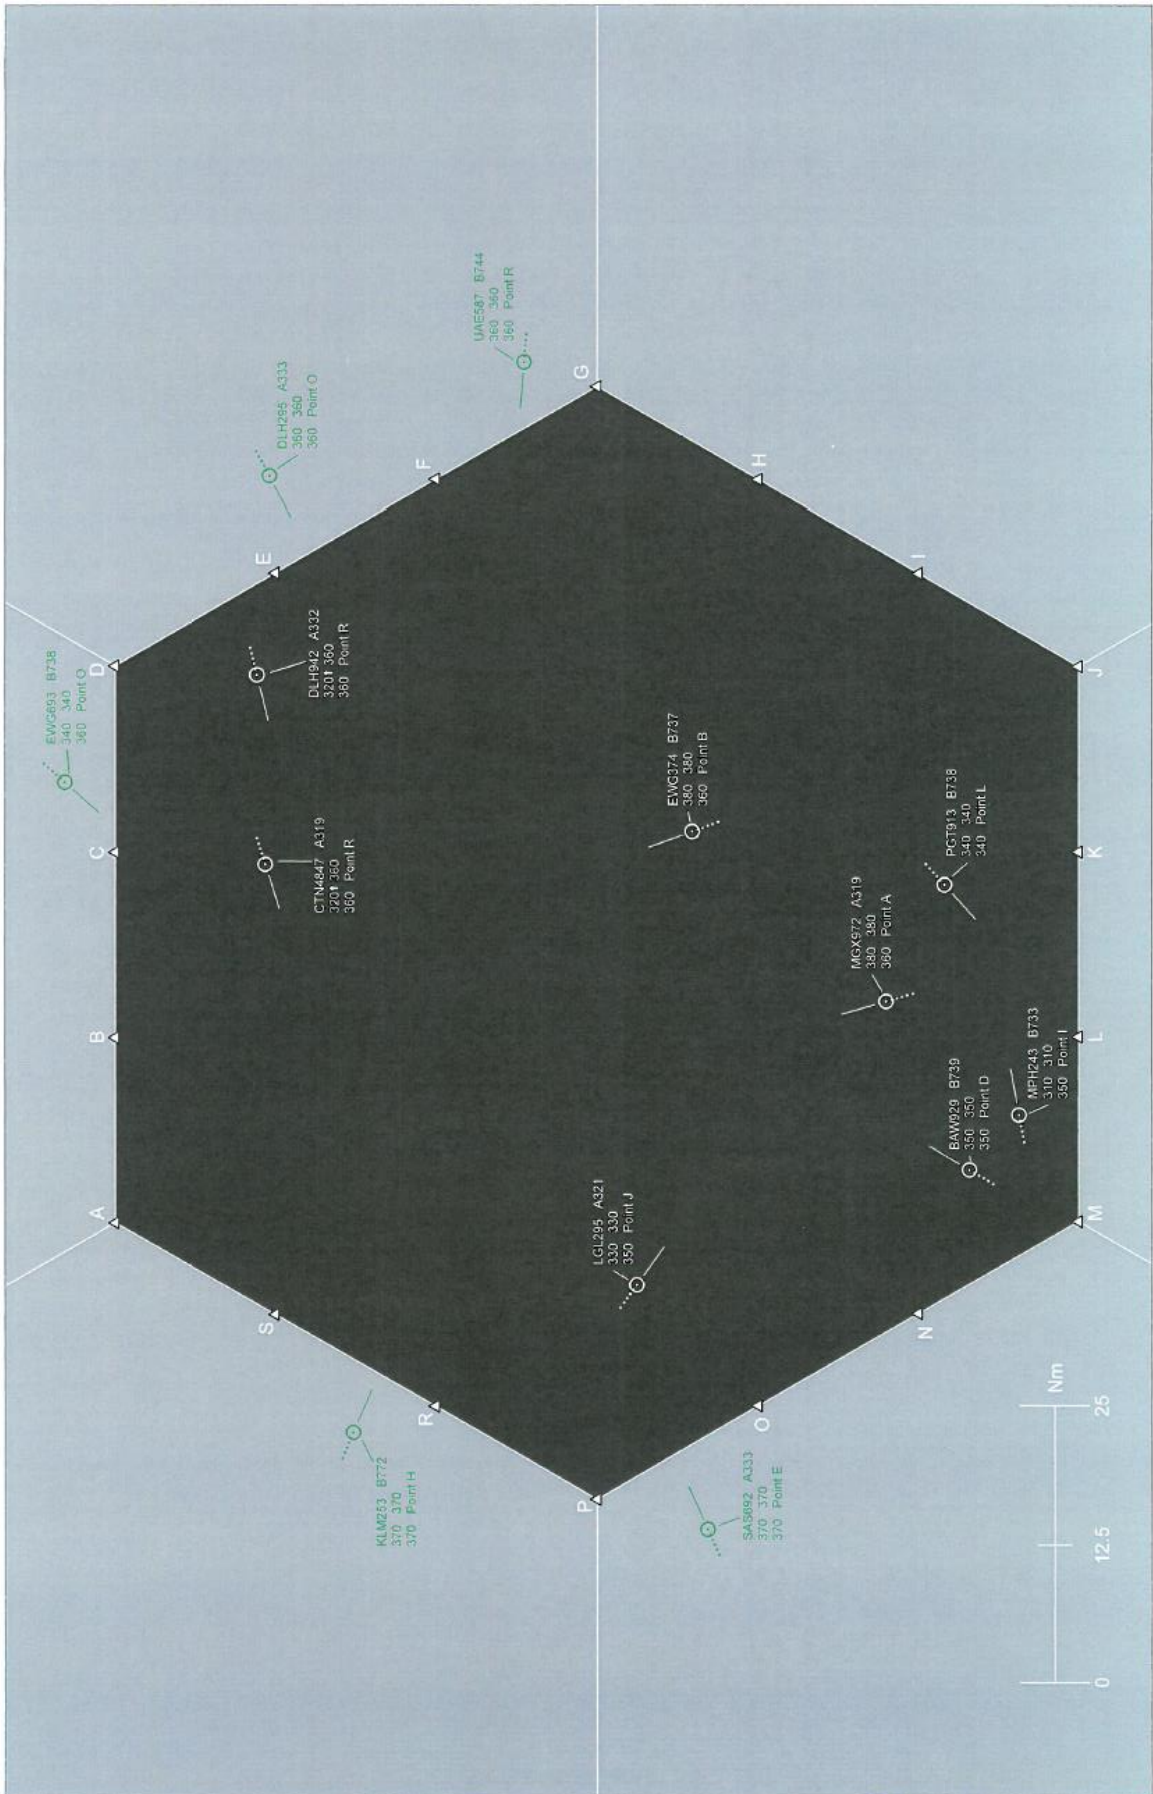 EWG693 B738
340 340
360 Point O
A
B
C
D
S
E
DLH295 A333
360 360
360 Point O
DLH942 A332
320↑ 360
360 Point R
CTN4847 A319
320↑ 360
360 Point R
KLM253 B772
370 370
370 Point H
R
F
UAE587 B744
360 360
360 Point R
P
G
LGL295 A321
330 330
350 Point J
EWG374 B737
380 380
360 Point B
SAS692 A333
370 370
370 Point E
O
H
MGX972 A319
380 380
360 Point A
N
I
PGT913 B738
340 340
340 Point L
BAW929 B739
350 350
350 Point D
MPH243 B733
310 310
350 Point I
M
L
K
J
Nm
0 12.5 25